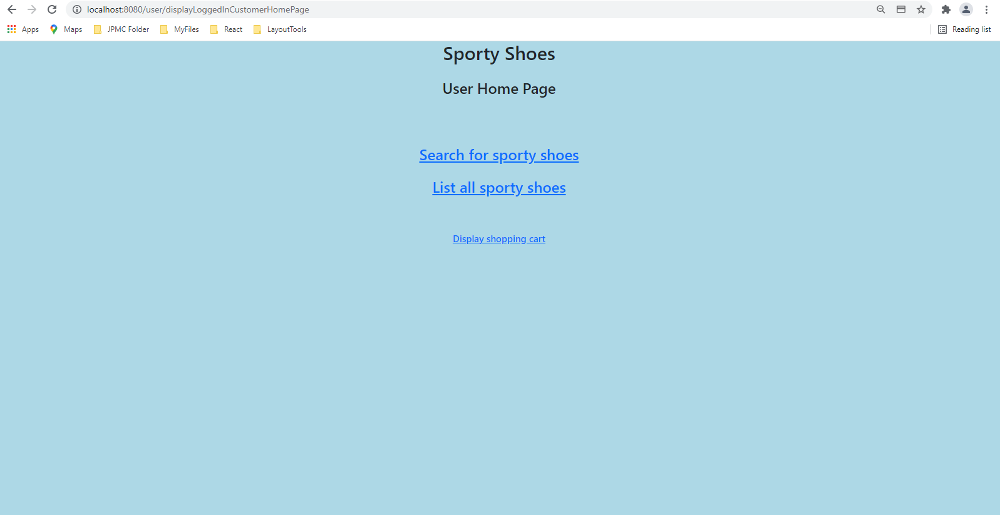 localhost:8080/user/displayLoggedInCustomerHomePage
Apps Maps JPMC Folder MyFiles React LayoutTools Reading list
Sporty Shoes
User Home Page
Search for sporty shoes
List all sporty shoes
Display shopping cart